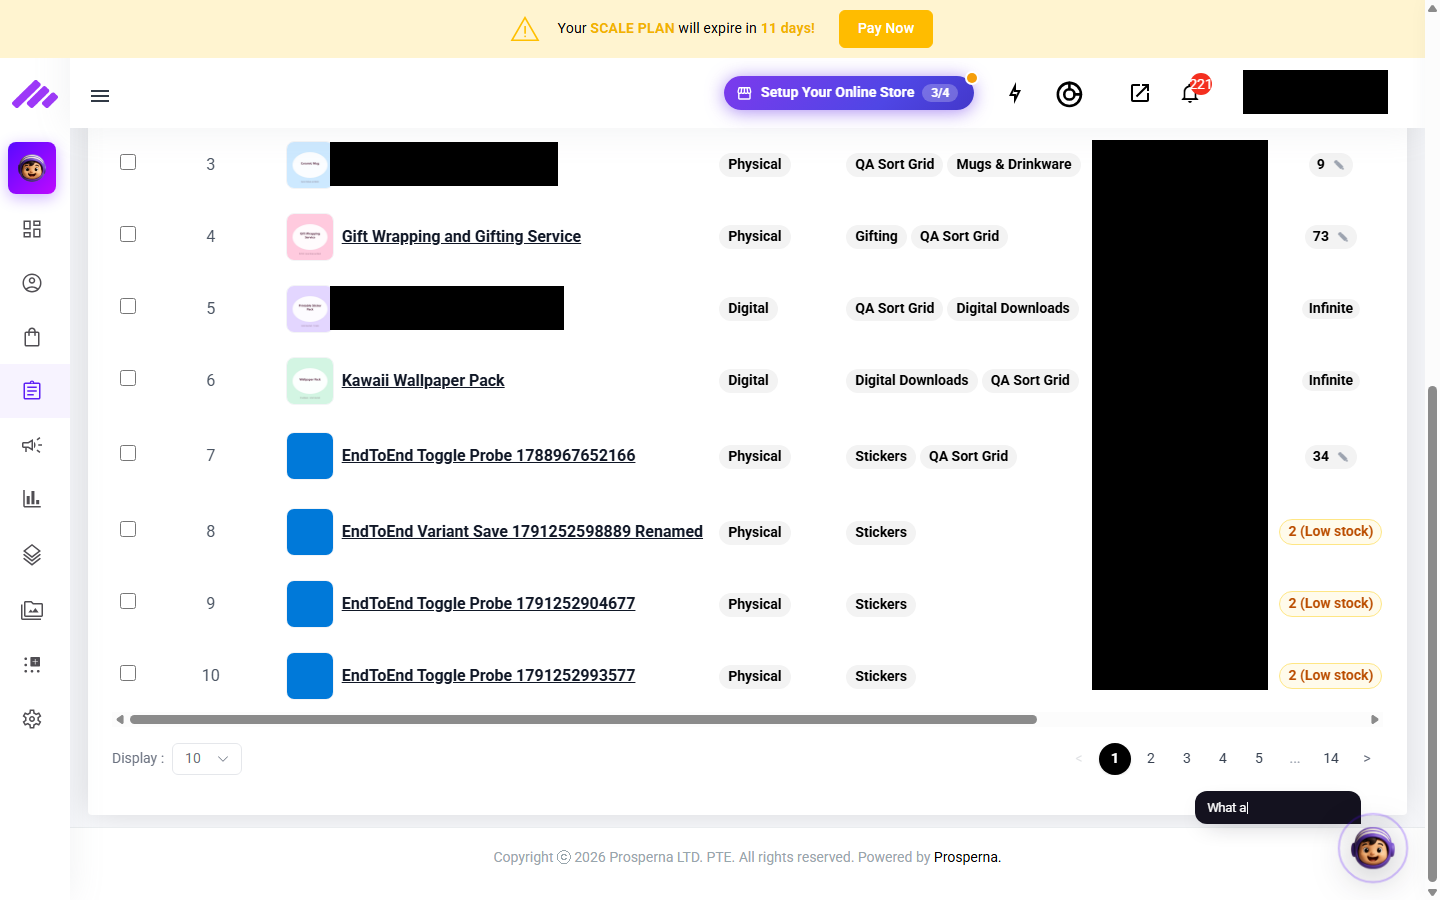 Your SCALE PLAN will expire in 11 days!
Pay Now
Setup Your Online Store 3/4
221
3 Physical QA Sort Grid Mugs & Drinkware 9
4 Gift Wrapping and Gifting Service Physical Gifting QA Sort Grid 73
5 Digital QA Sort Grid Digital Downloads Infinite
6 Kawaii Wallpaper Pack Digital Digital Downloads QA Sort Grid Infinite
7 EndToEnd Toggle Probe 1788967652166 Physical Stickers QA Sort Grid 34
8 EndToEnd Variant Save 1791252598889 Renamed Physical Stickers 2 (Low stock)
9 EndToEnd Toggle Probe 1791252904677 Physical Stickers 2 (Low stock)
10 EndToEnd Toggle Probe 1791252993577 Physical Stickers 2 (Low stock)
Display : 10
< 1 2 3 4 5 ... 14 >
What a
Copyright © 2026 Prosperna LTD. PTE. All rights reserved. Powered by Prosperna.